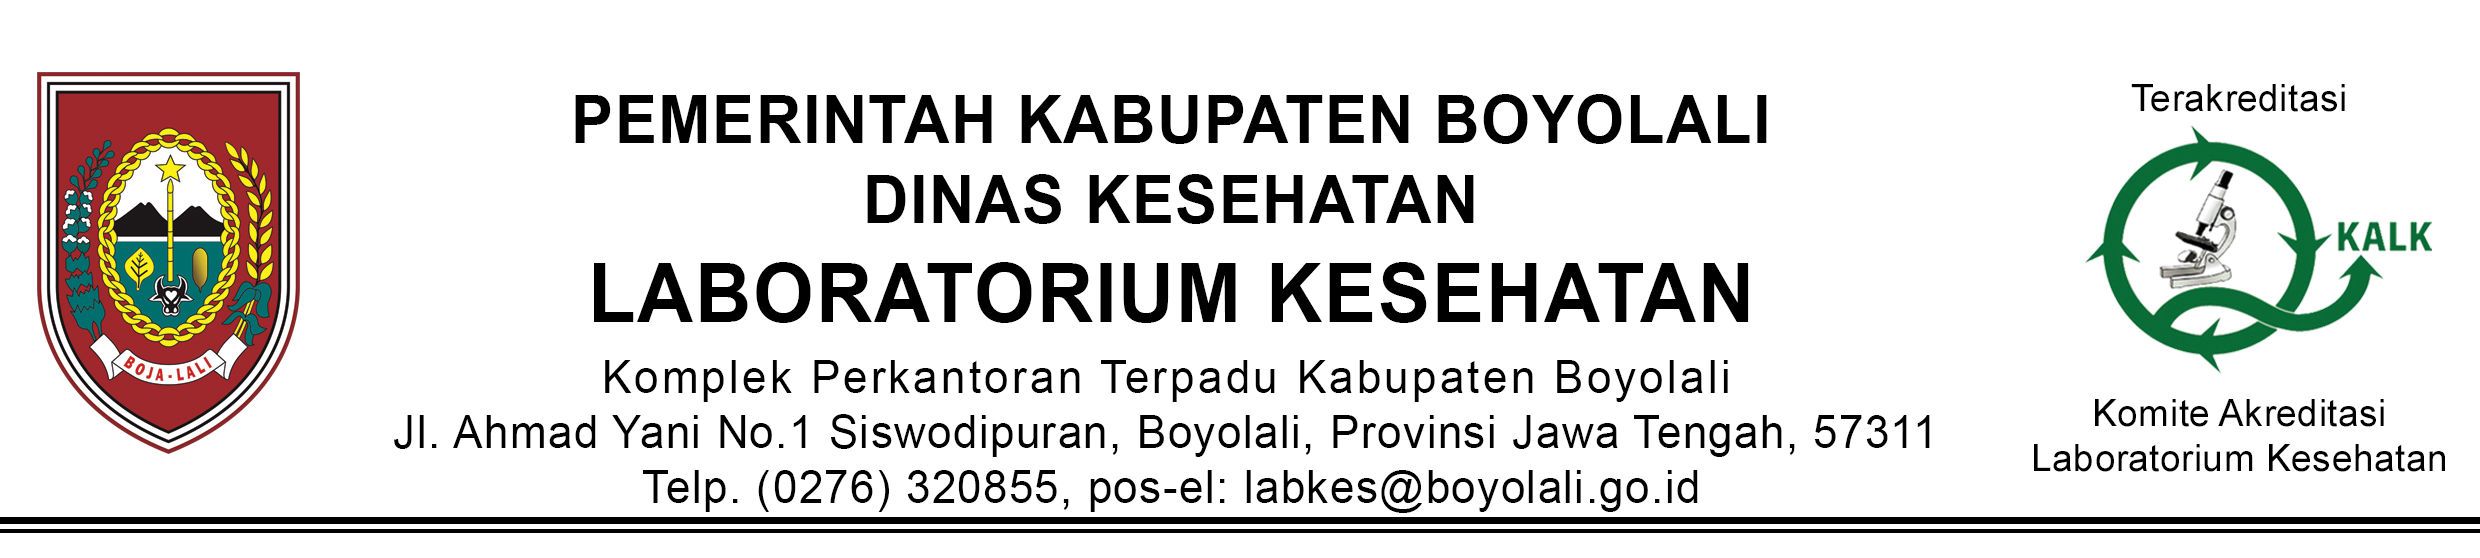 PEMERINTAH KABUPATEN BOYOLALI
DINAS KESEHATAN
LABORATORIUM KESEHATAN
Komplek Perkantoran Terpadu Kabupaten Boyolali
Jl. Ahmad Yani No.1 Siswodipuran, Boyolali, Provinsi Jawa Tengah, 57311
Telp. (0276) 320855, pos-el: labkes@boyolali.go.id
BOJA-LALI
Terakreditasi
KALK
Komite Akreditasi
Laboratorium Kesehatan